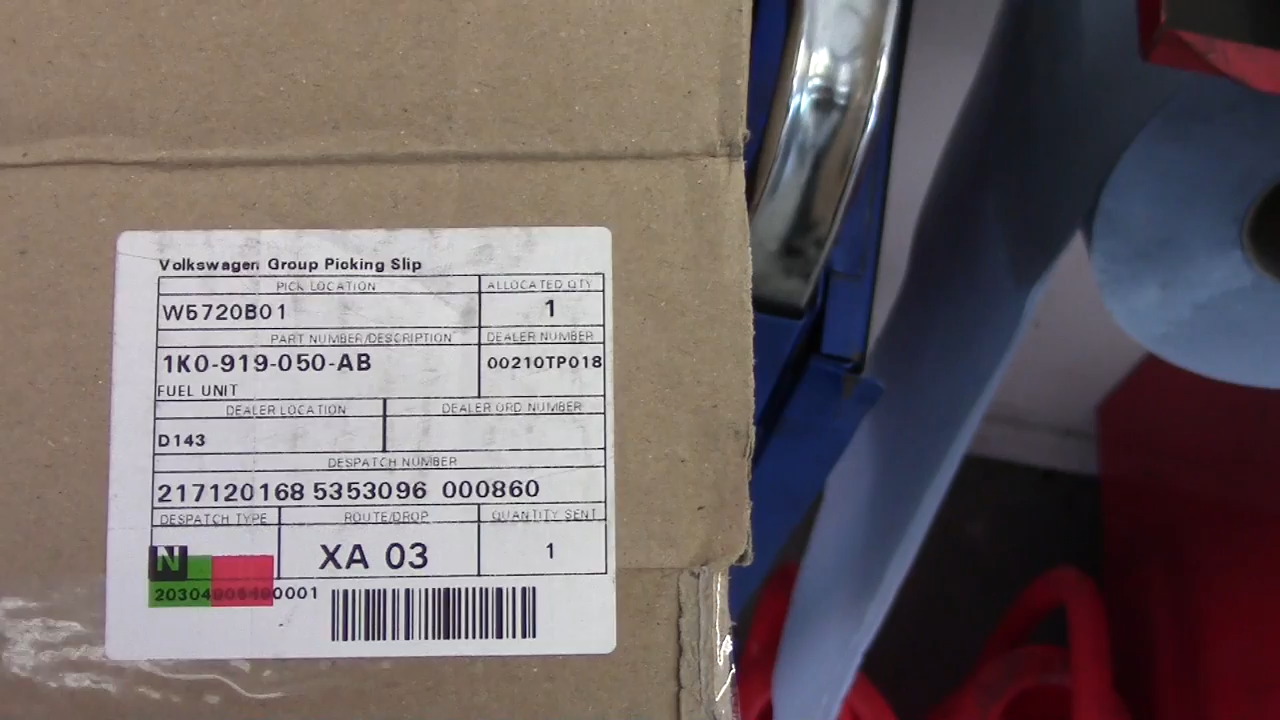 Volkswagen Group Picking Slip
PICK LOCATION ALLOCATED QTY
W5720B01 1
PART NUMBER/DESCRIPTION DEALER NUMBER
1K0-919-050-AB 00210TP018
FUEL UNIT
DEALER LOCATION DEALER ORD NUMBER
D143
DESPATCH NUMBER
217120168 5353096 000860
DESPATCH TYPE ROUTE/DROP QUANTITY SENT
N XA 03 1